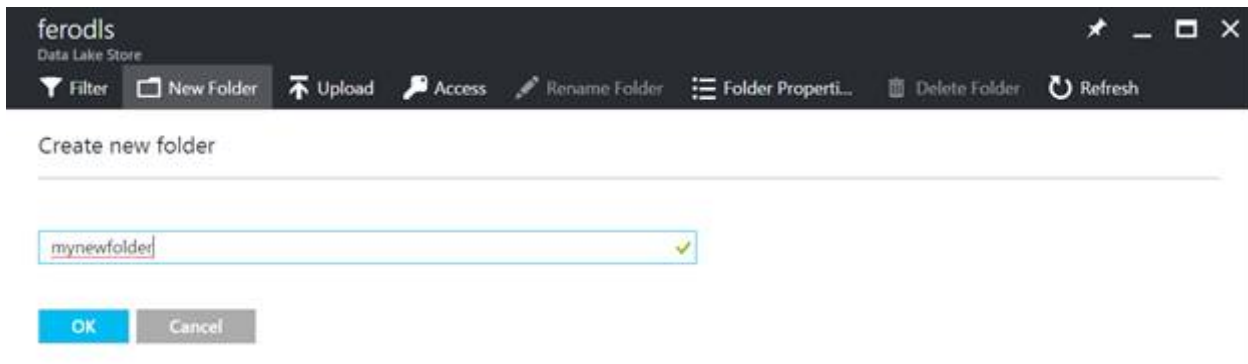 ferodls
Data Lake Store
Filter New Folder Upload Access Rename Folder Folder Properti... Delete Folder Refresh
Create new folder
mynewfolder
OK Cancel